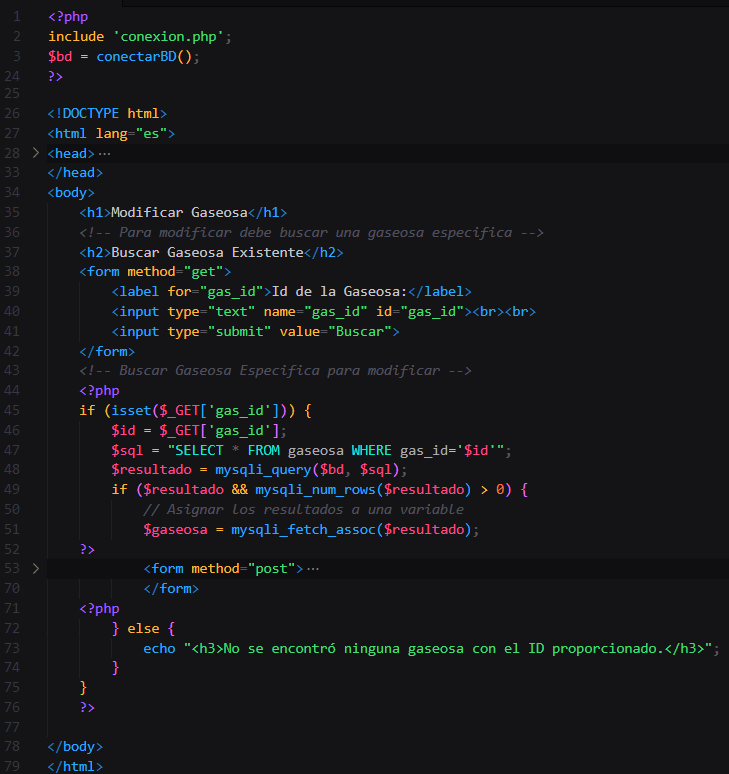 1 <?php
2 include 'conexion.php';
3 $bd = conectarBD();
24 ?>
25
26 <!DOCTYPE html>
27 <html lang="es">
28 <head> ···
33 </head>
34 <body>
35 <h1>Modificar Gaseosa</h1>
36 <!-- Para modificar debe buscar una gaseosa especifica -->
37 <h2>Buscar Gaseosa Existente</h2>
38 <form method="get">
39 <label for="gas_id">Id de la Gaseosa:</label>
40 <input type="text" name="gas_id" id="gas_id"><br><br>
41 <input type="submit" value="Buscar">
42 </form>
43 <!-- Buscar Gaseosa Especifica para modificar -->
44 <?php
45 if (isset($_GET['gas_id'])) {
46 $id = $_GET['gas_id'];
47 $sql = "SELECT * FROM gaseosa WHERE gas_id='$id'";
48 $resultado = mysqli_query($bd, $sql);
49 if ($resultado && mysqli_num_rows($resultado) > 0) {
50 // Asignar los resultados a una variable
51 $gaseosa = mysqli_fetch_assoc($resultado);
52 ?>
53 <form method="post"> ···
70 </form>
71 <?php
72 } else {
73 echo "<h3>No se encontró ninguna gaseosa con el ID proporcionado.</h3>";
74 }
75 }
76 ?>
77
78 </body>
79 </html>